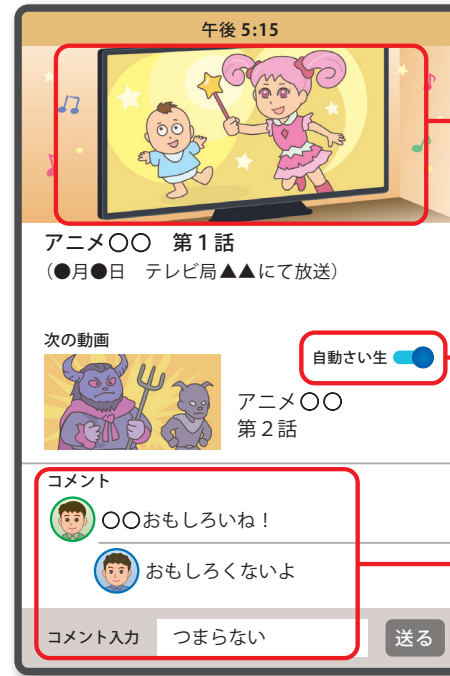 午後 5:15
アニメ〇〇 第1話
（●月●日 テレビ局▲▲にて放送）
次の動画
自動さい生
アニメ〇〇
第2話
コメント
〇〇おもしろいね！
おもしろくないよ
コメント入力 つまらない 送る